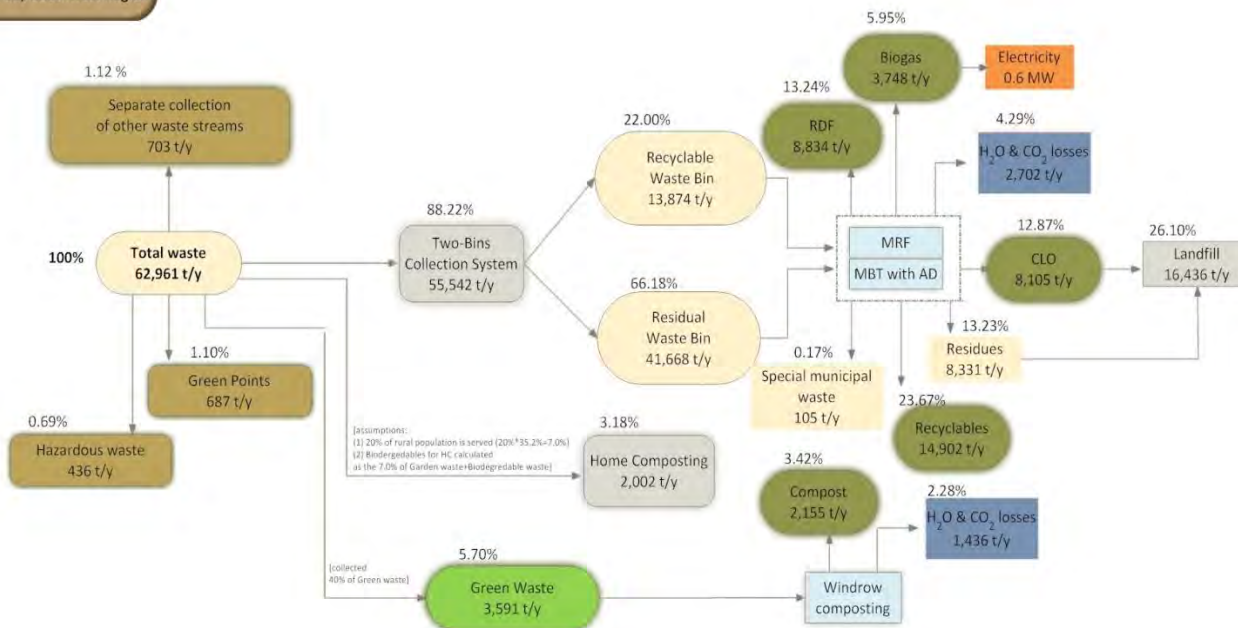 5.95%
Biogas
3,748 t/y
Electricity
0.6 MW
1.12 %
Separate collection
of other waste streams
703 t/y
13.24%
RDF
8,834 t/y
4.29%
H₂O & CO₂ losses
2,702 t/y
22.00%
Recyclable
Waste Bin
13,874 t/y
88.22%
Two-Bins
Collection System
55,542 t/y
100%
Total waste
62,961 t/y
MRF
MBT with AD
12.87%
CLO
8,105 t/y
26.10%
Landfill
16,436 t/y
66.18%
Residual
Waste Bin
41,668 t/y
13.23%
Residues
8,331 t/y
0.17%
Special municipal
waste
105 t/y
1.10%
Green Points
687 t/y
23.67%
Recyclables
14,902 t/y
0.69%
Hazardous waste
436 t/y
[assumptions:
(1) 20% of rural population is served (20%*35.2%=7.0%)
(2) Biodergedables for HC calculated
as the 7.0% of Garden waste+Biodegredable waste]
3.18%
Home Composting
2,002 t/y
3.42%
Compost
2,155 t/y
2.28%
H₂O & CO₂ losses
1,436 t/y
[collected
40% of Green waste]
5.70%
Green Waste
3,591 t/y
Windrow
composting